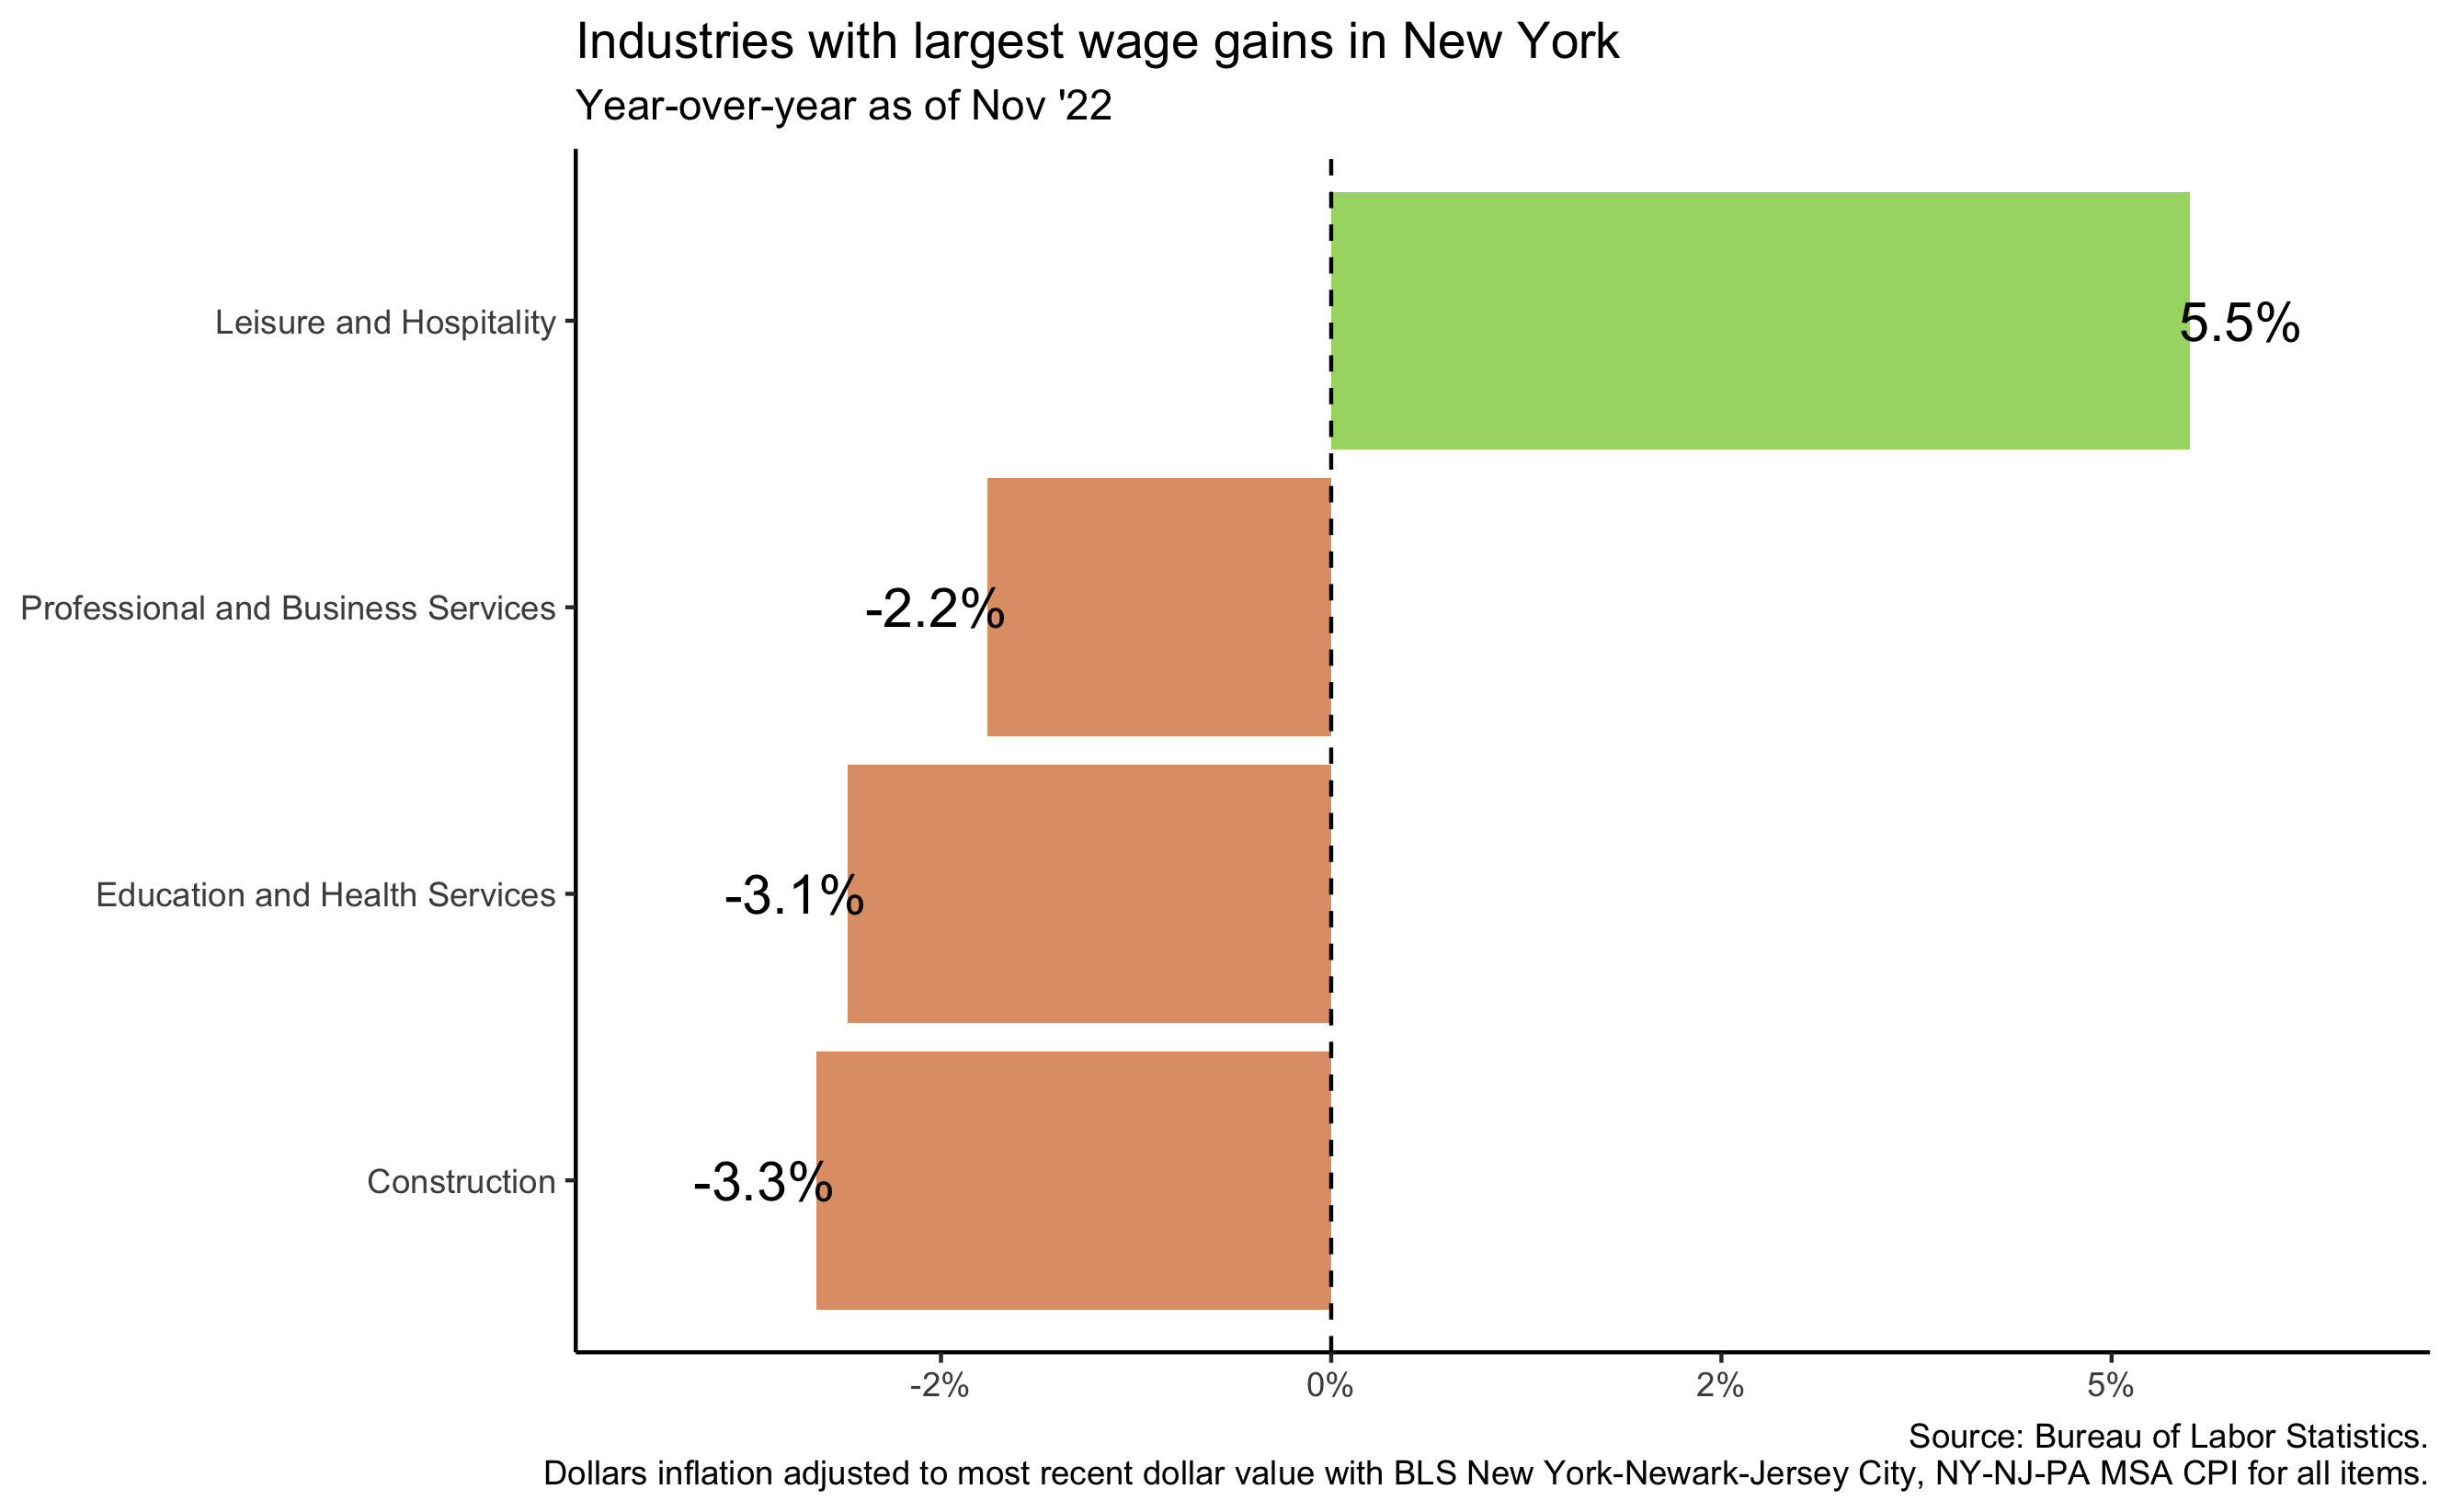 Industries with largest wage gains in New York
Year-over-year as of Nov '22
Leisure and Hospitality
5.5%
Professional and Business Services
-2.2%
Education and Health Services
-3.1%
Construction
-3.3%
-2%
0%
2%
5%
Source: Bureau of Labor Statistics.
Dollars inflation adjusted to most recent dollar value with BLS New York-Newark-Jersey City, NY-NJ-PA MSA CPI for all items.